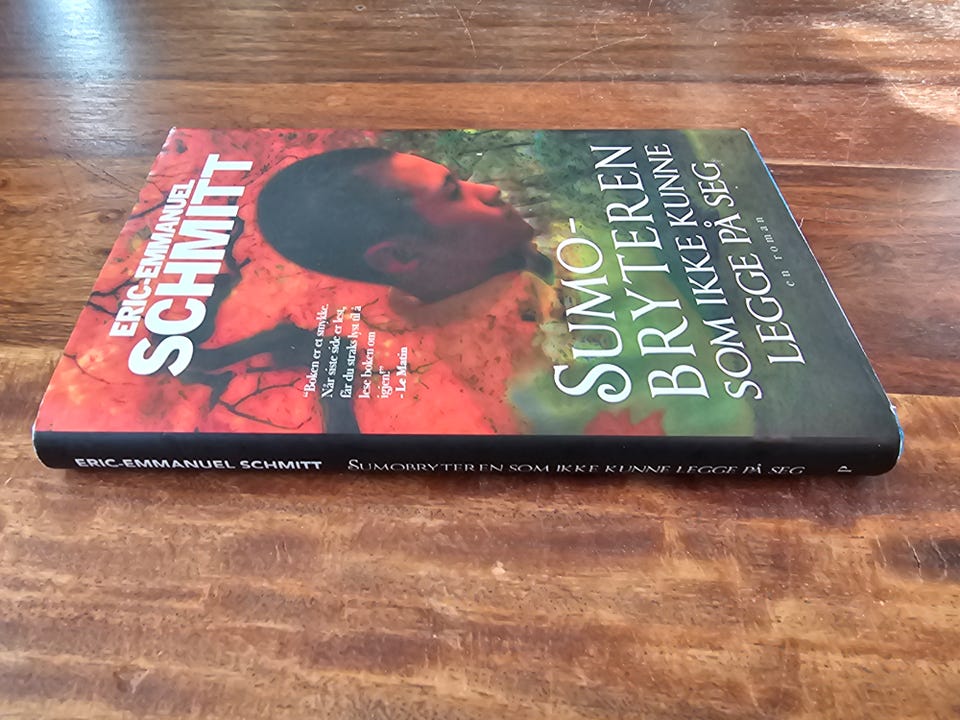 ERIC-EMMANUEL
SCHMITT
"Boken er et smykke.
Når siste side er lest,
får du straks lyst til å
lese boken om
igjen!"
- Le Matin
SUMO-
BRYTEREN
SOM IKKE KUNNE
LEGGE PÅ SEG
en roman
ERIC-EMMANUEL SCHMITT SUMOBRYTEREN SOM IKKE KUNNE LEGGE PÅ SEG